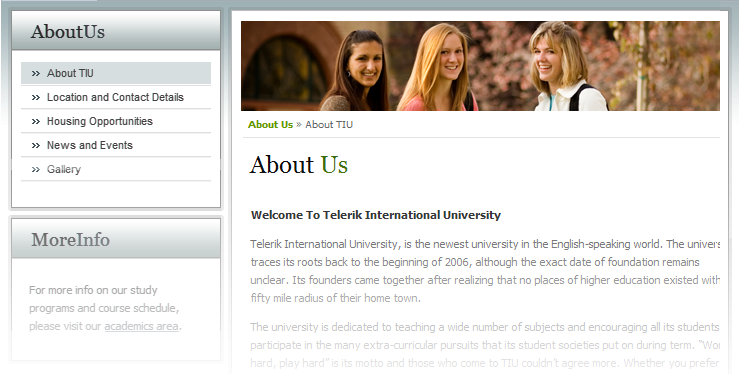 AboutUs
» About TIU
» Location and Contact Details
» Housing Opportunities
» News and Events
» Gallery
MoreInfo
For more info on our study
programs and course schedule,
please visit our academics area.
About Us » About TIU
About Us
Welcome To Telerik International University
Telerik International University, is the newest university in the English-speaking world. The univers
traces its roots back to the beginning of 2006, although the exact date of foundation remains
unclear. Its founders came together after realizing that no places of higher education existed with
fifty mile radius of their home town.
The university is dedicated to teaching a wide number of subjects and encouraging all its students
participate in the many extra-curricular pursuits that its student societies put on during term. “Wor
hard, play hard” is its motto and those who come to TIU couldn’t agree more. Whether you prefer